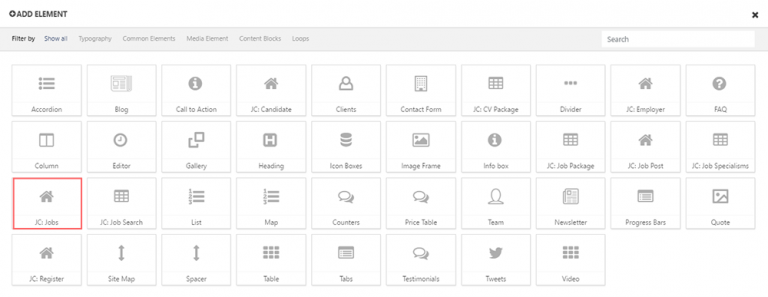 ADD ELEMENT
Filter by Show all Typography Common Elements Media Element Content Blocks Loops Search
Accordion Blog Call to Action JC: Candidate Clients Contact Form JC: CV Package Divider JC: Employer FAQ
Column Editor Gallery Heading Icon Boxes Image Frame Info box JC: Job Package JC: Job Post JC: Job Specialisms
JC: Jobs JC: Job Search List Map Counters Price Table Team Newsletter Progress Bars Quote
JC: Register Site Map Spacer Table Tabs Testimonials Tweets Video